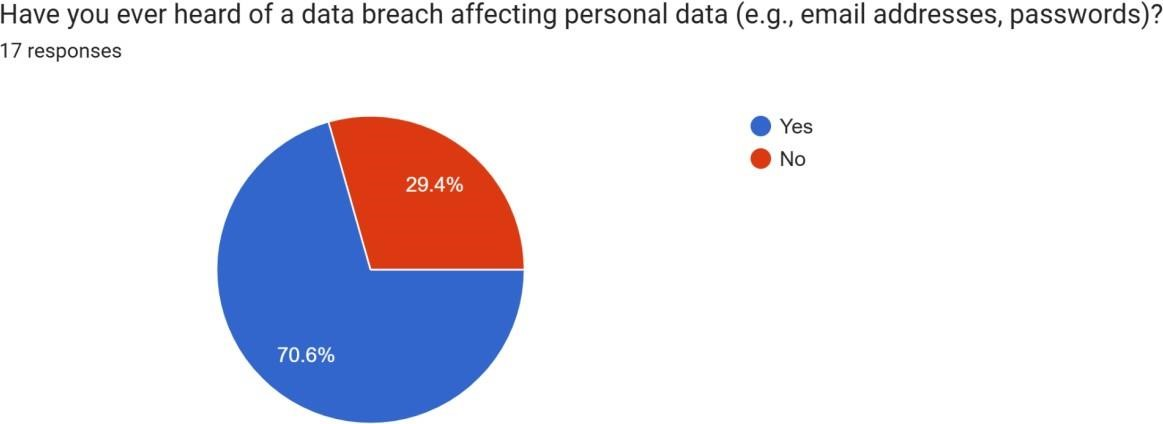 Have you ever heard of a data breach affecting personal data (e.g., email addresses, passwords)?
17 responses
Yes
No
29.4%
70.6%